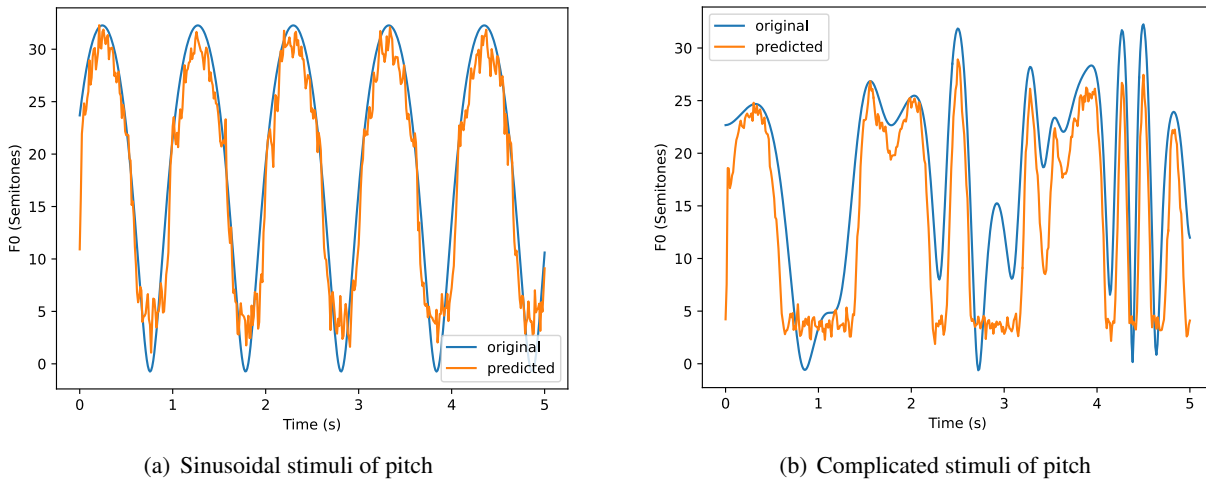 30
25
20
15
10
5
0
F0 (Semitones)
original
predicted
0
1
2
3
4
5
Time (s)
(a) Sinusoidal stimuli of pitch
original
predicted
30
25
20
15
10
5
0
F0 (Semitones)
0
1
2
3
4
5
Time (s)
(b) Complicated stimuli of pitch